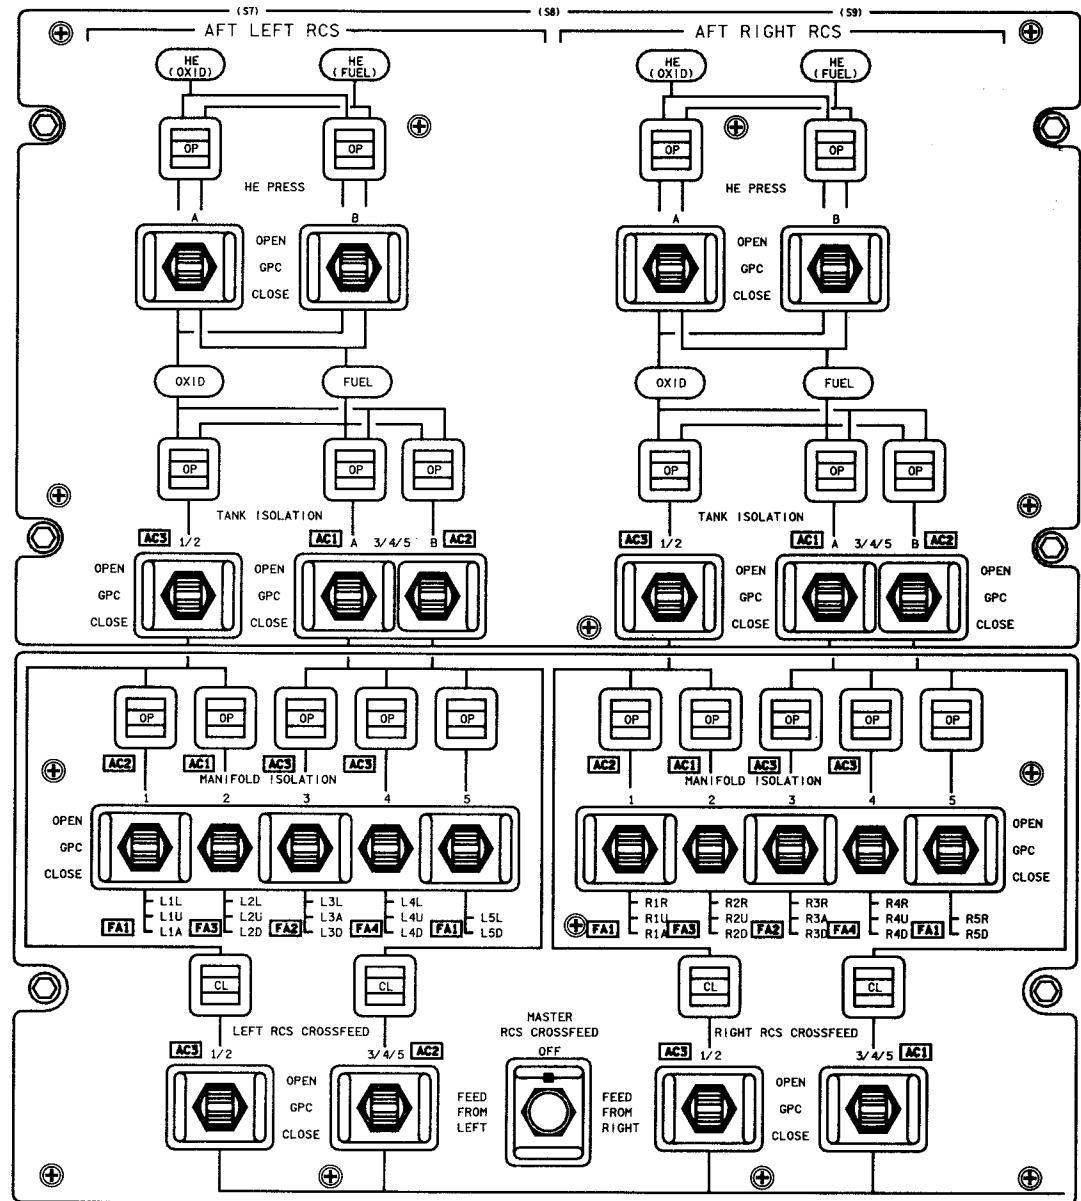 (S7) (S8) (S9)
AFT LEFT RCS AFT RIGHT RCS
HE (OXID) HE (FUEL) HE (OXID) HE (FUEL)
OP OP OP OP
HE PRESS HE PRESS
A B A B
OPEN OPEN
GPC GPC
CLOSE CLOSE
OXID FUEL OXID FUEL
OP OP OP OP OP OP
TANK ISOLATION TANK ISOLATION
AC3 1/2 AC1 A 3/4/5 B AC2 AC3 1/2 AC1 A 3/4/5 B AC2
OPEN OPEN OPEN OPEN
GPC GPC GPC GPC
CLOSE CLOSE CLOSE CLOSE
OP OP OP OP OP OP OP OP OP OP
AC2 AC1 AC3 AC3 AC2 AC1 AC3 AC3
MANIFOLD ISOLATION MANIFOLD ISOLATION
1 2 3 4 5 1 2 3 4 5
OPEN OPEN
GPC GPC
CLOSE CLOSE
L1L L2L L3L L4L R1R R2R R3R R4R
L1U L2U L3A L4U L5L R1U R2U R3A R4U R5R
FA1 L1A FA3 L2D FA2 L3D FA4 L4D FA1 L5D FA1 R1A FA3 R2D FA2 R3D FA4 R4D FA1 R5D
CL CL CL CL
LEFT RCS CROSSFEED MASTER RCS CROSSFEED RIGHT RCS CROSSFEED
AC3 1/2 3/4/5 AC2 OFF AC3 1/2 3/4/5 AC1
OPEN FEED FROM LEFT FEED FROM RIGHT OPEN
GPC GPC
CLOSE CLOSE